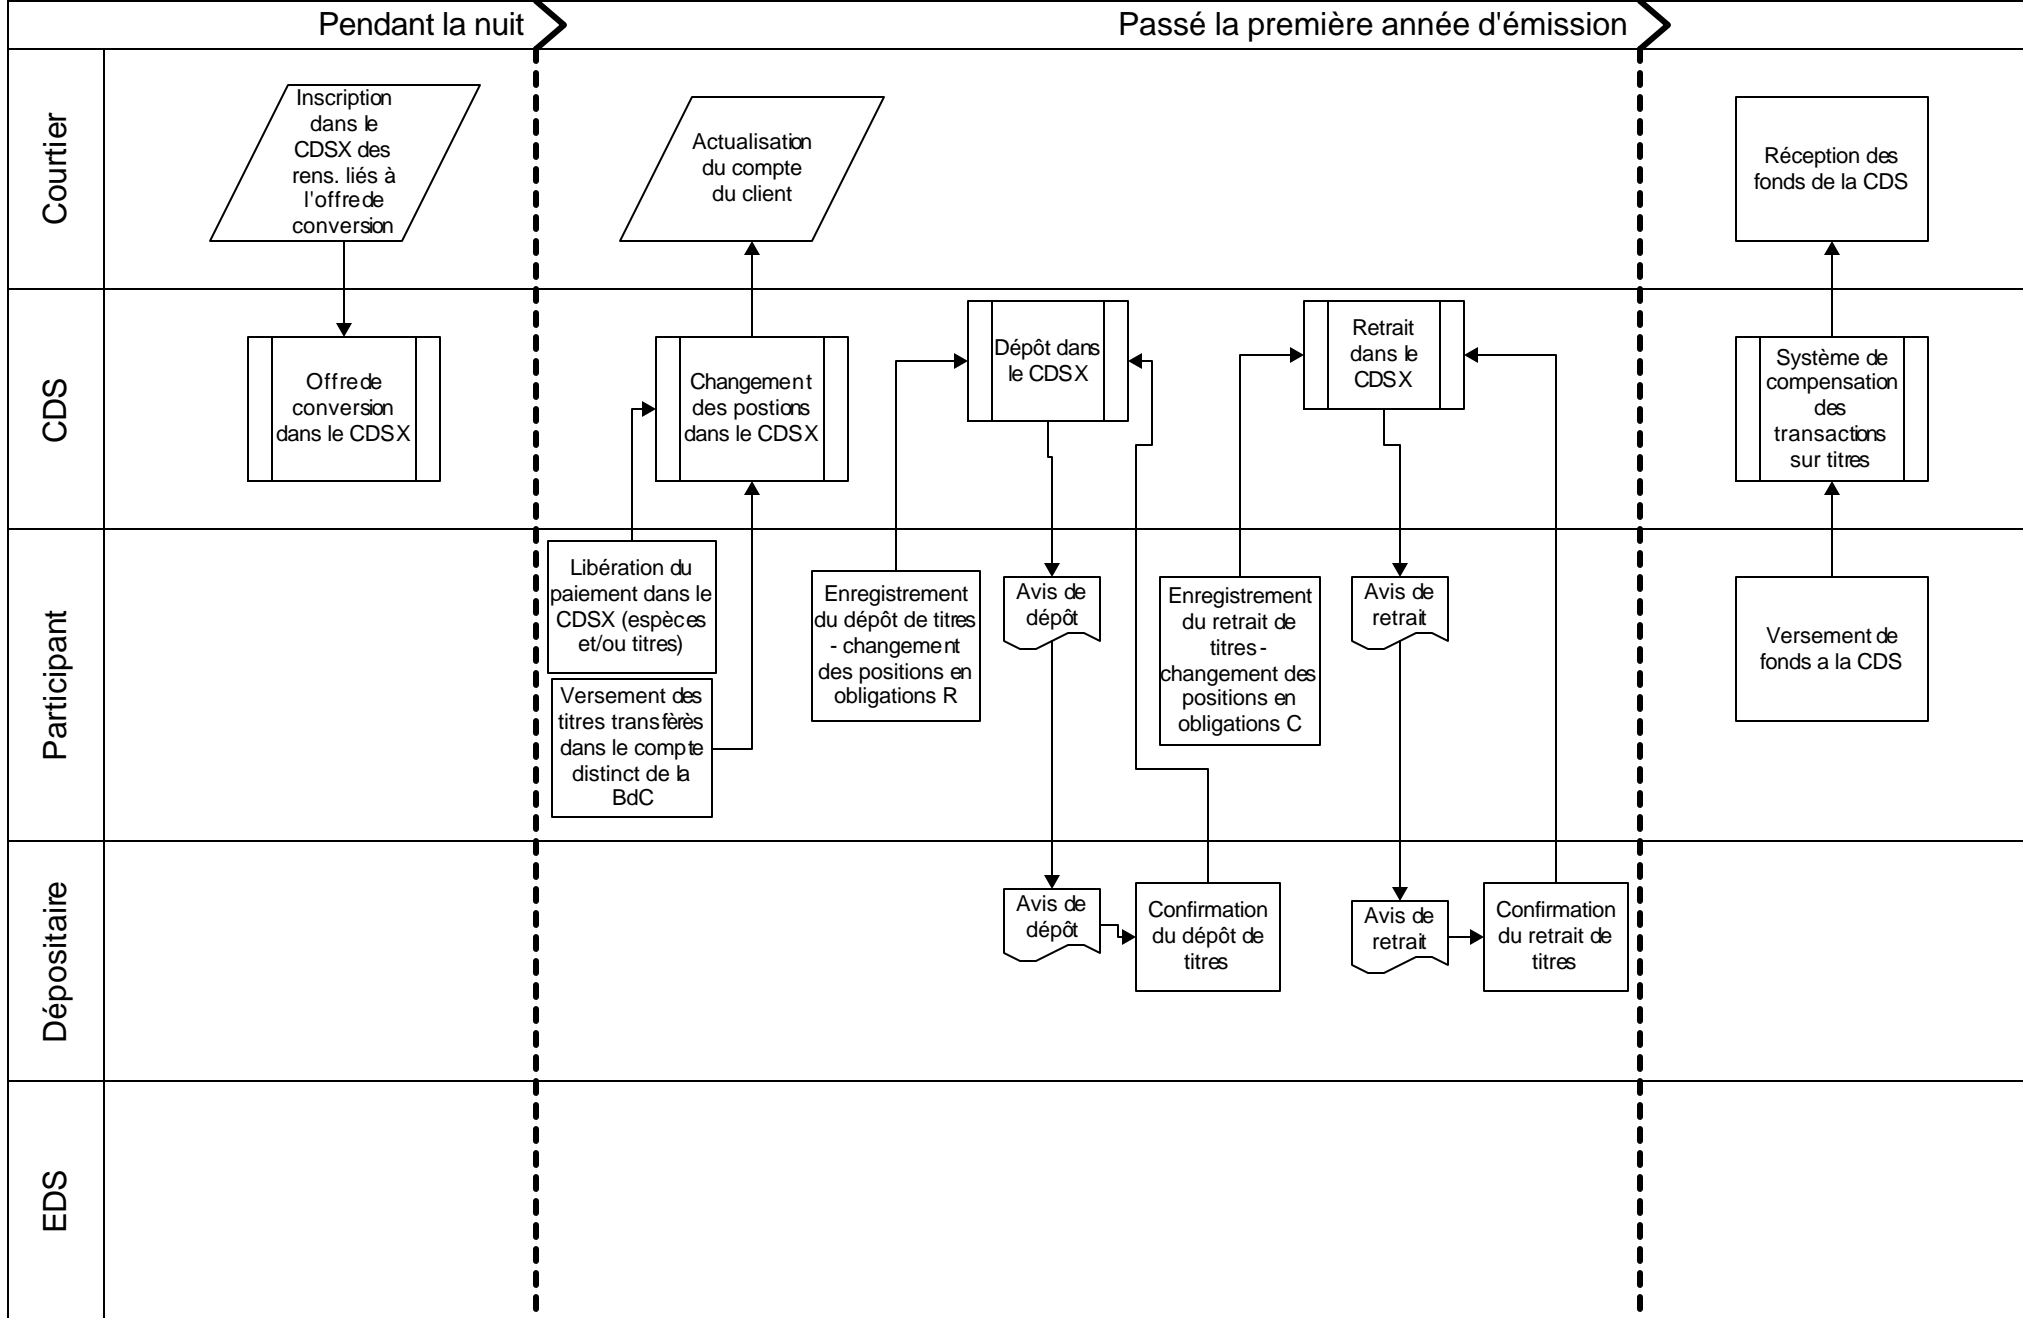 Pendant la nuit
Passé la première année d'émission
Courtier
Inscription
dans le
CDSX des
rens. liés à
l'offre de
conversion
Actualisation
du compte
du client
Réception des
fonds de la CDS
CDS
Offre de
conversion
dans le CDSX
Changement
des postions
dans le CDSX
Dépôt dans
le CDSX
Retrait
dans le
CDSX
Système de
compensation
des
transactions
sur titres
Participant
Libération du
paiement dans le
CDSX (espèces
et/ou titres)
Versement des
titres transfèrès
dans le compte
distinct de la
BdC
Enregistrement
du dépôt de titres
- changement
des positions en
obligations R
Avis de
dépôt
Enregistrement
du retrait de
titres -
changement des
positions en
obligations C
Avis de
retrait
Versement de
fonds a la CDS
Dépositaire
Avis de
dépôt
Confirmation
du dépôt de
titres
Avis de
retrait
Confirmation
du retrait de
titres
EDS